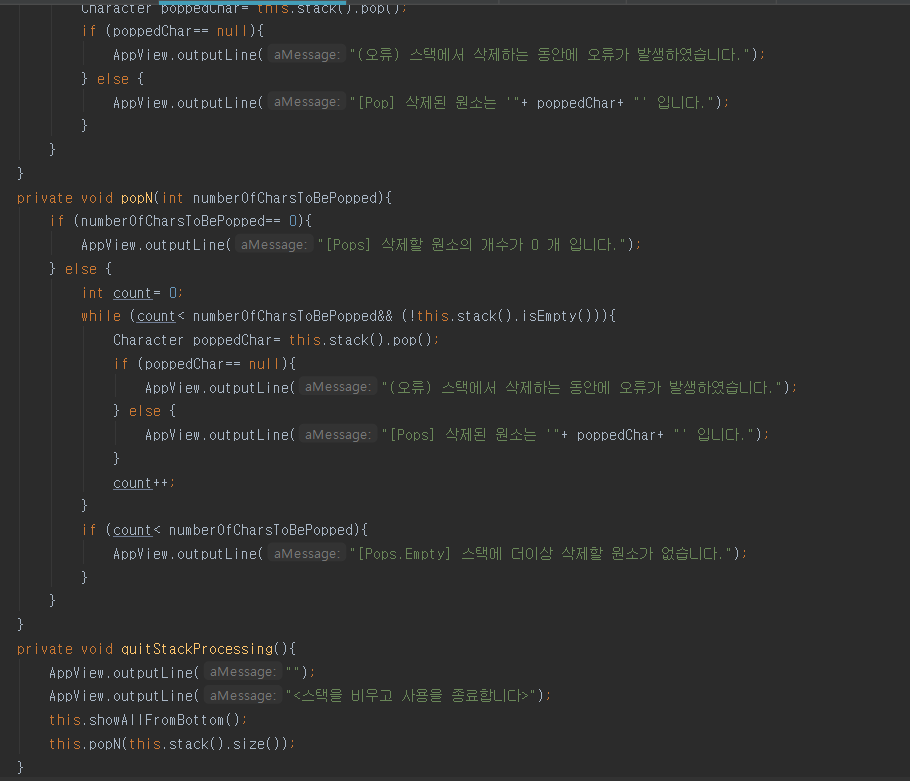 Character poppedChar= this.stack().pop();
if (poppedChar== null){
AppView.outputLine( aMessage: "(오류) 스택에서 삭제하는 동안에 오류가 발생하였습니다.");
} else {
AppView.outputLine( aMessage: "[Pop] 삭제된 원소는 '"+ poppedChar+ "' 입니다.");
}
}
}
private void popN(int numberOfCharsToBePopped){
if (numberOfCharsToBePopped== 0){
AppView.outputLine( aMessage: "[Pops] 삭제할 원소의 개수가 0 개 입니다.");
} else {
int count= 0;
while (count< numberOfCharsToBePopped&& (!this.stack().isEmpty())){
Character poppedChar= this.stack().pop();
if (poppedChar== null){
AppView.outputLine( aMessage: "(오류) 스택에서 삭제하는 동안에 오류가 발생하였습니다.");
} else {
AppView.outputLine( aMessage: "[Pops] 삭제된 원소는 '"+ poppedChar+ "' 입니다.");
}
count++;
}
if (count< numberOfCharsToBePopped){
AppView.outputLine( aMessage: "[Pops.Empty] 스택에 더이상 삭제할 원소가 없습니다.");
}
}
}
private void quitStackProcessing(){
AppView.outputLine( aMessage: "");
AppView.outputLine( aMessage: "<스택을 비우고 사용을 종료합니다>");
this.showAllFromBottom();
this.popN(this.stack().size());
}